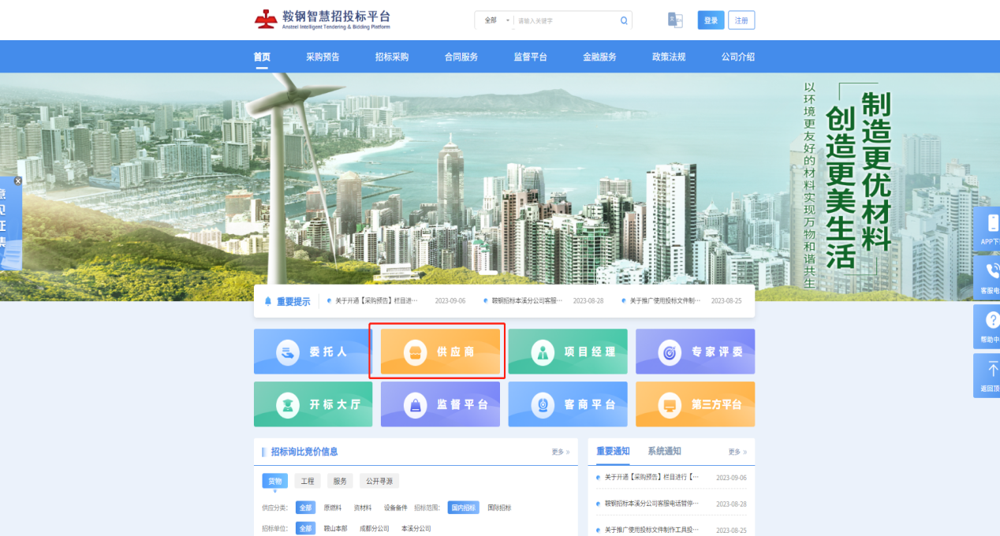 鞍钢智慧招投标平台
Ansteel Intelligent Tendering & Bidding Platform
全部 请输入关键字
登录 注册
首页 采购预告 招标采购 合同服务 监督平台 金融服务 政策法规 公司介绍
制造更优材料
创造更美生活
以环境更友好的材料实现万物和谐共生
APP下
客服电
帮助中
返回顶
重要提示 关于开通【采购预告】栏目进… 2023-09-06 鞍钢招标本溪分公司客服… 2023-08-28 关于推广使用投标文件制… 2023-08-25
委托人 供应商 项目经理 专家评委
开标大厅 监督平台 客商平台 第三方平台
招标询比竞价信息 更多 »
货物 工程 服务 公开寻源
供应分类: 全部 原燃料 资材料 设备备件 招标范围: 国内招标 国际招标
招标单位: 全部 鞍山本部 成都分公司 本溪分公司
重要通知 系统通知 更多 »
关于开通【采购预告】栏目进行【… 2023-09-06
鞍钢招标本溪分公司客服电话暂停… 2023-08-28
关于推广使用投标文件制作工具投… 2023-08-25